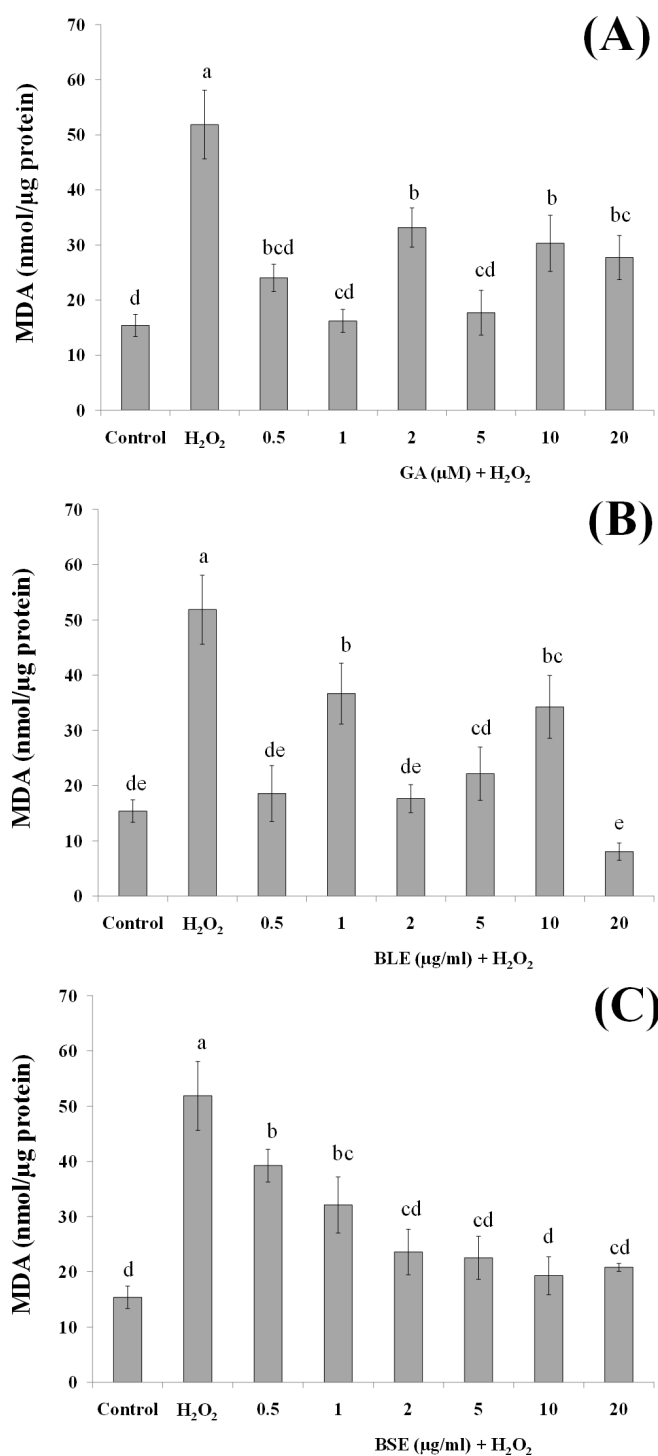 (A)
70
60
50
40
30
20
10
0
MDA (nmol/µg protein)
a
b
b
bc
bcd
cd
cd
d
Control H₂O₂ 0.5 1 2 5 10 20
GA (µM) + H₂O₂
(B)
70
60
50
40
30
20
10
0
MDA (nmol/µg protein)
a
b
bc
cd
de
de
de
e
Control H₂O₂ 0.5 1 2 5 10 20
BLE (µg/ml) + H₂O₂
(C)
70
60
50
40
30
20
10
0
MDA (nmol/µg protein)
a
b
bc
cd
cd
d
cd
d
Control H₂O₂ 0.5 1 2 5 10 20
BSE (µg/ml) + H₂O₂